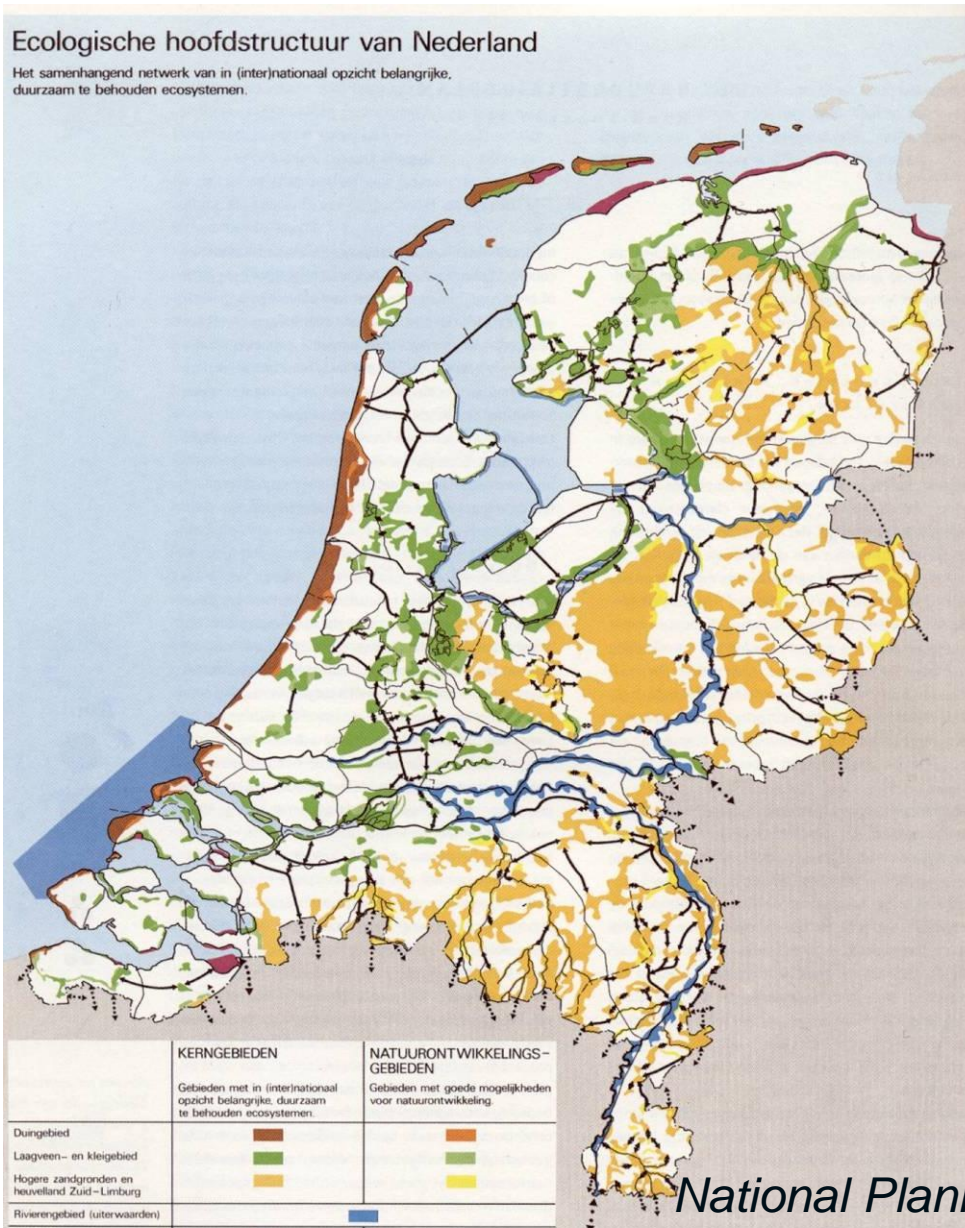 Ecologische hoofdstructuur van Nederland
Het samenhangend netwerk van in (inter)nationaal opzicht belangrijke,
duurzaam te behouden ecosystemen.
KERNGEBIEDEN
Gebieden met in (inter)nationaal
opzicht belangrijke, duurzaam
te behouden ecosystemen.
NATUURONTWIKKELINGS-
GEBIEDEN
Gebieden met goede mogelijkheden
voor natuurontwikkeling.
Duingebied
Laagveen- en kleigebied
Hogere zandgronden en
heuvelland Zuid-Limburg
Rivierengebied (uiterwaarden)
National Plan